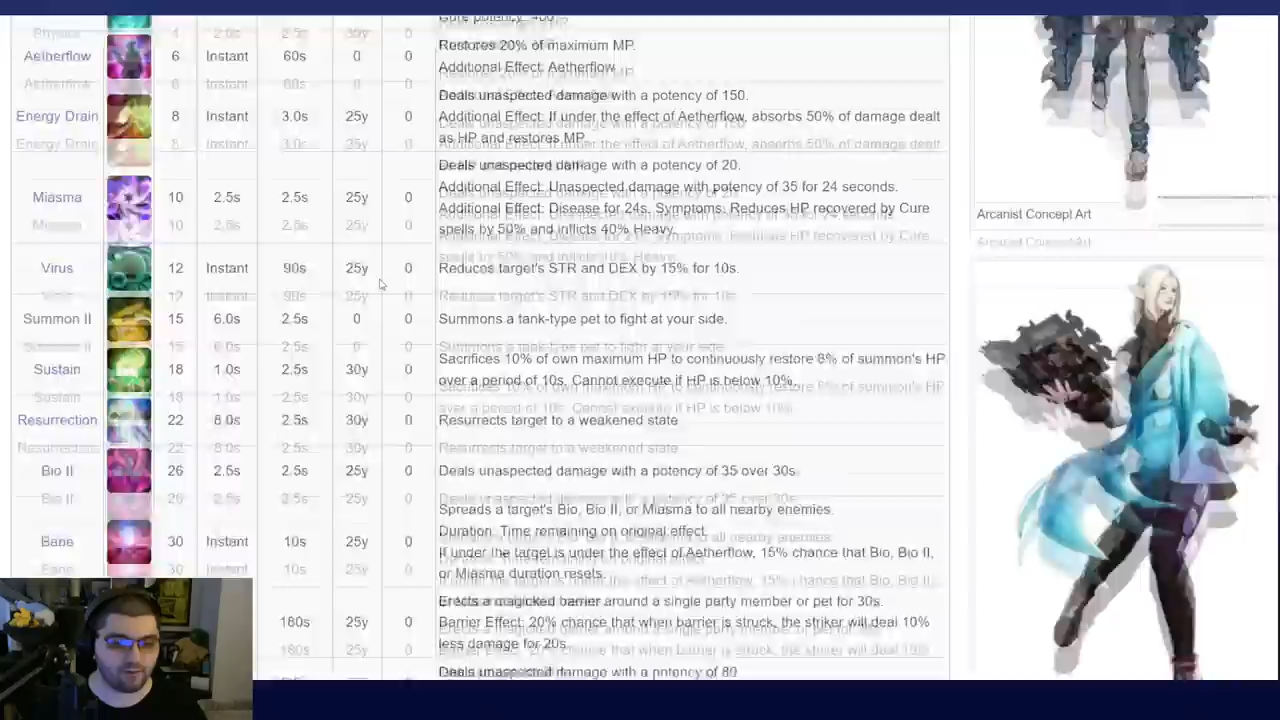 Cure potency: 400.
Physick 4 2.0s 2.5s 30y 0
Restores 20% of maximum MP.
Aetherflow 6 Instant 60s 0 0
Additional Effect: Aetherflow
Deals unaspected damage with a potency of 150.
Energy Drain 8 Instant 3.0s 25y 0 Additional Effect: If under the effect of Aetherflow, absorbs 50% of damage dealt
as HP and restores MP.
Deals unaspected damage with a potency of 20.
Additional Effect: Unaspected damage with potency of 35 for 24 seconds.
Miasma 10 2.5s 2.5s 25y 0
Additional Effect: Disease for 24s. Symptoms: Reduces HP recovered by Cure
spells by 50% and inflicts 40% Heavy.
Virus 12 Instant 90s 25y 0 Reduces target's STR and DEX by 15% for 10s.
Summon II 15 6.0s 2.5s 0 0 Summons a tank-type pet to fight at your side.
Sacrifices 10% of own maximum HP to continuously restore 8% of summon's HP
Sustain 18 1.0s 2.5s 30y 0
over a period of 10s. Cannot execute if HP is below 10%.
Resurrection 22 8.0s 2.5s 30y 0 Resurrects target to a weakened state
Bio II 26 2.5s 2.5s 25y 0 Deals unaspected damage with a potency of 35 over 30s.
Spreads a target's Bio, Bio II, or Miasma to all nearby enemies.
Duration: Time remaining on original effect.
Bane 30 Instant 10s 25y 0
If under the target is under the effect of Aetherflow, 15% chance that Bio, Bio II,
or Miasma duration resets.
Erects a magicked barrier around a single party member or pet for 30s.
180s 25y 0 Barrier Effect: 20% chance that when barrier is struck, the striker will deal 10%
less damage for 20s.
Deals unaspected damage with a potency of 80
Arcanist Concept Art